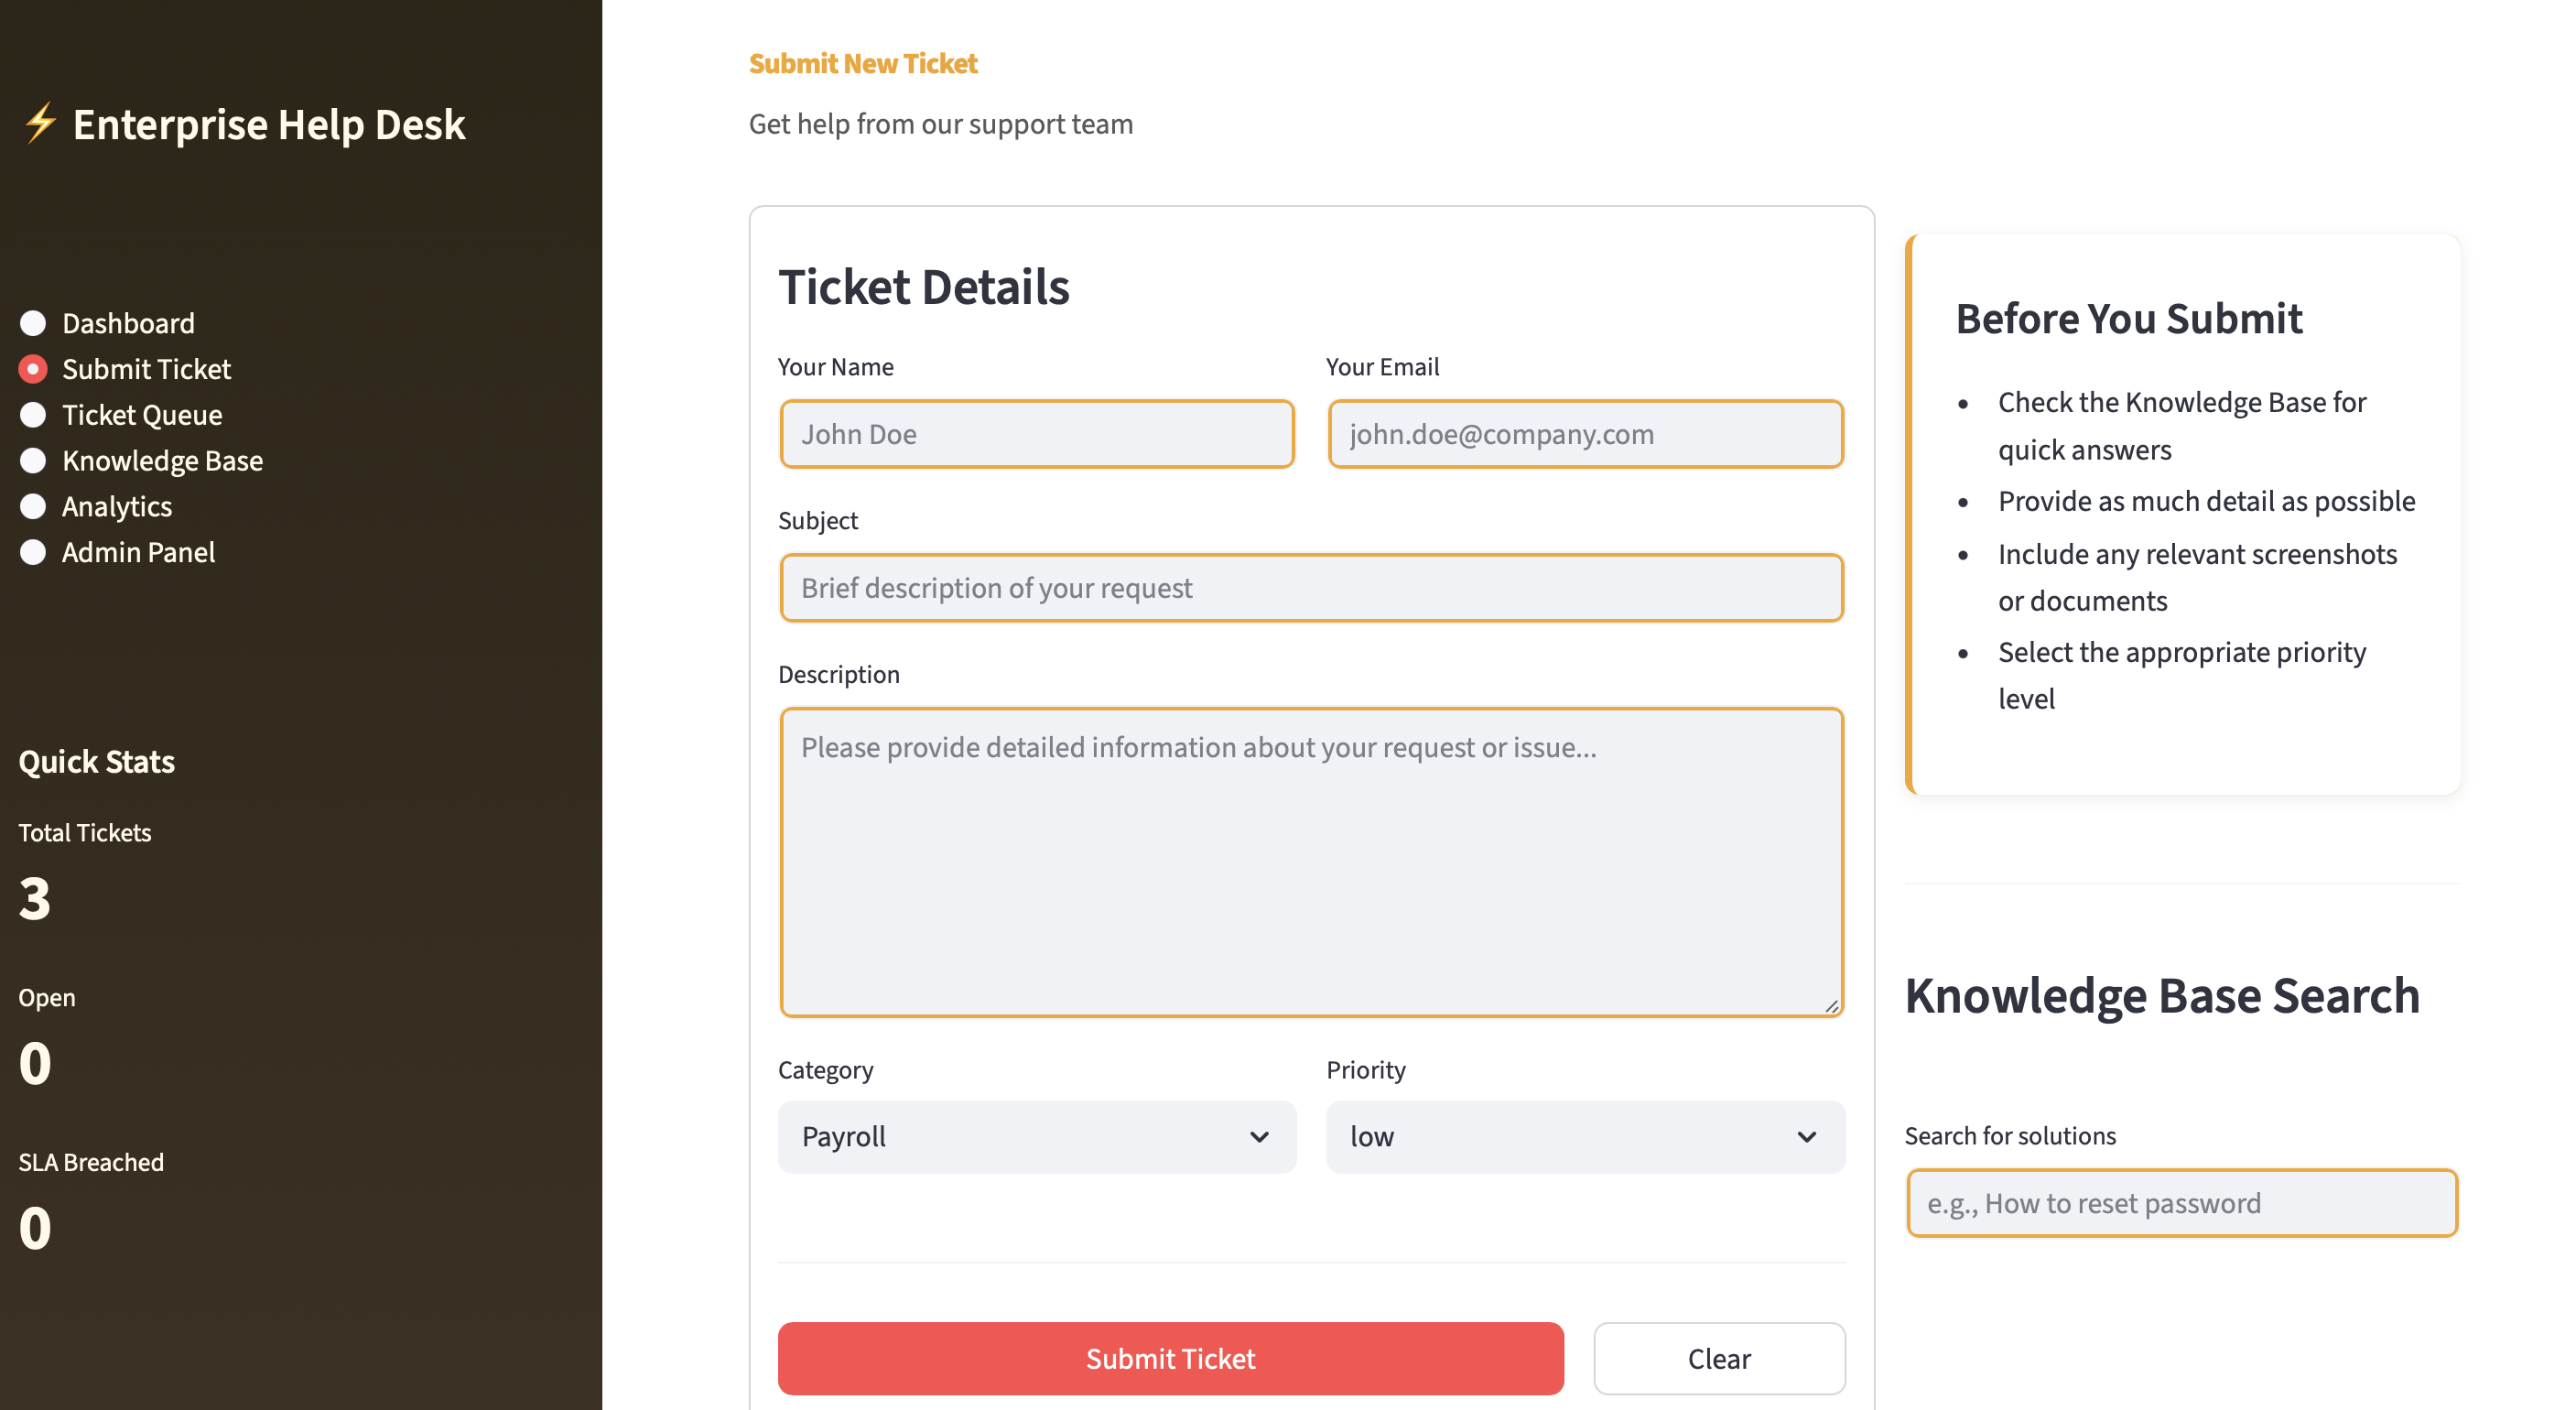 ⚡ Enterprise Help Desk
Dashboard
Submit Ticket
Ticket Queue
Knowledge Base
Analytics
Admin Panel
Quick Stats
Total Tickets
3
Open
0
SLA Breached
0
Submit New Ticket
Get help from our support team
Ticket Details
Your Name
John Doe
Your Email
john.doe@company.com
Subject
Brief description of your request
Description
Please provide detailed information about your request or issue...
Category
Payroll
Priority
low
Submit Ticket
Clear
Before You Submit
• Check the Knowledge Base for
quick answers
• Provide as much detail as possible
• Include any relevant screenshots
or documents
• Select the appropriate priority
level
Knowledge Base Search
Search for solutions
e.g., How to reset password